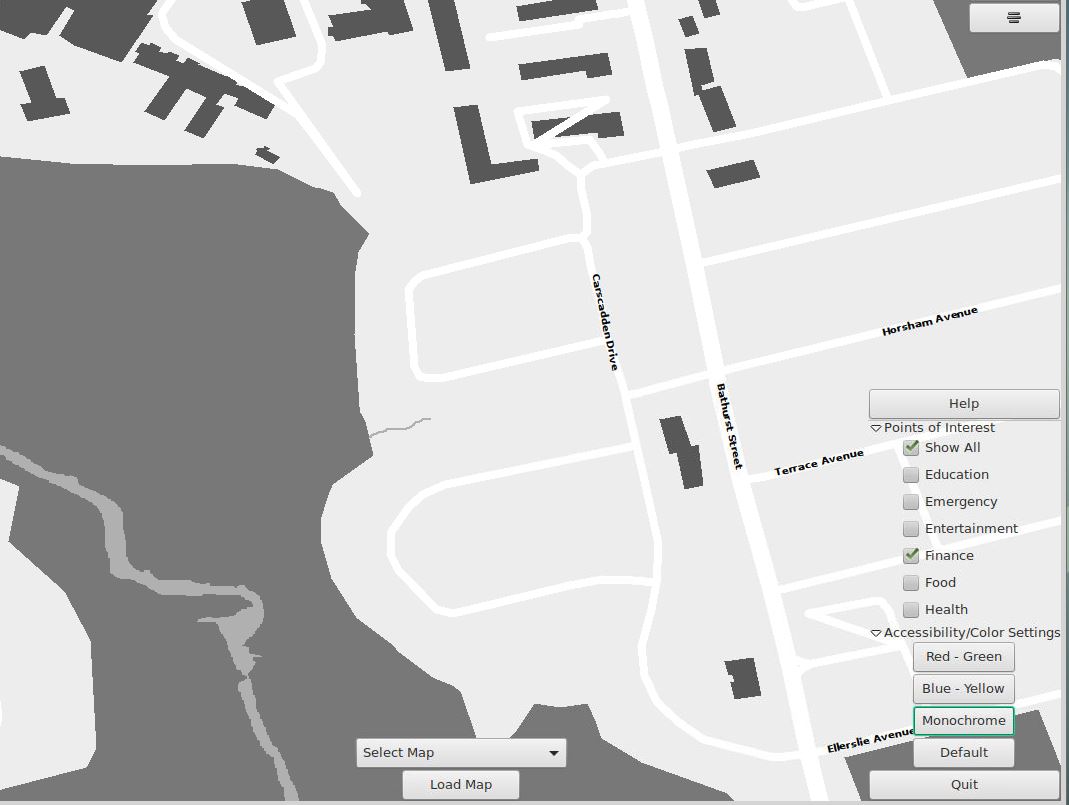 Carscadden Drive
Horsham Avenue
Bathurst Street
Terrace Avenue
Ellerslie Avenue
Help
Points of Interest
Show All
Education
Emergency
Entertainment
Finance
Food
Health
Accessibility/Color Settings
Red - Green
Blue - Yellow
Monochrome
Default
Quit
Select Map
Load Map